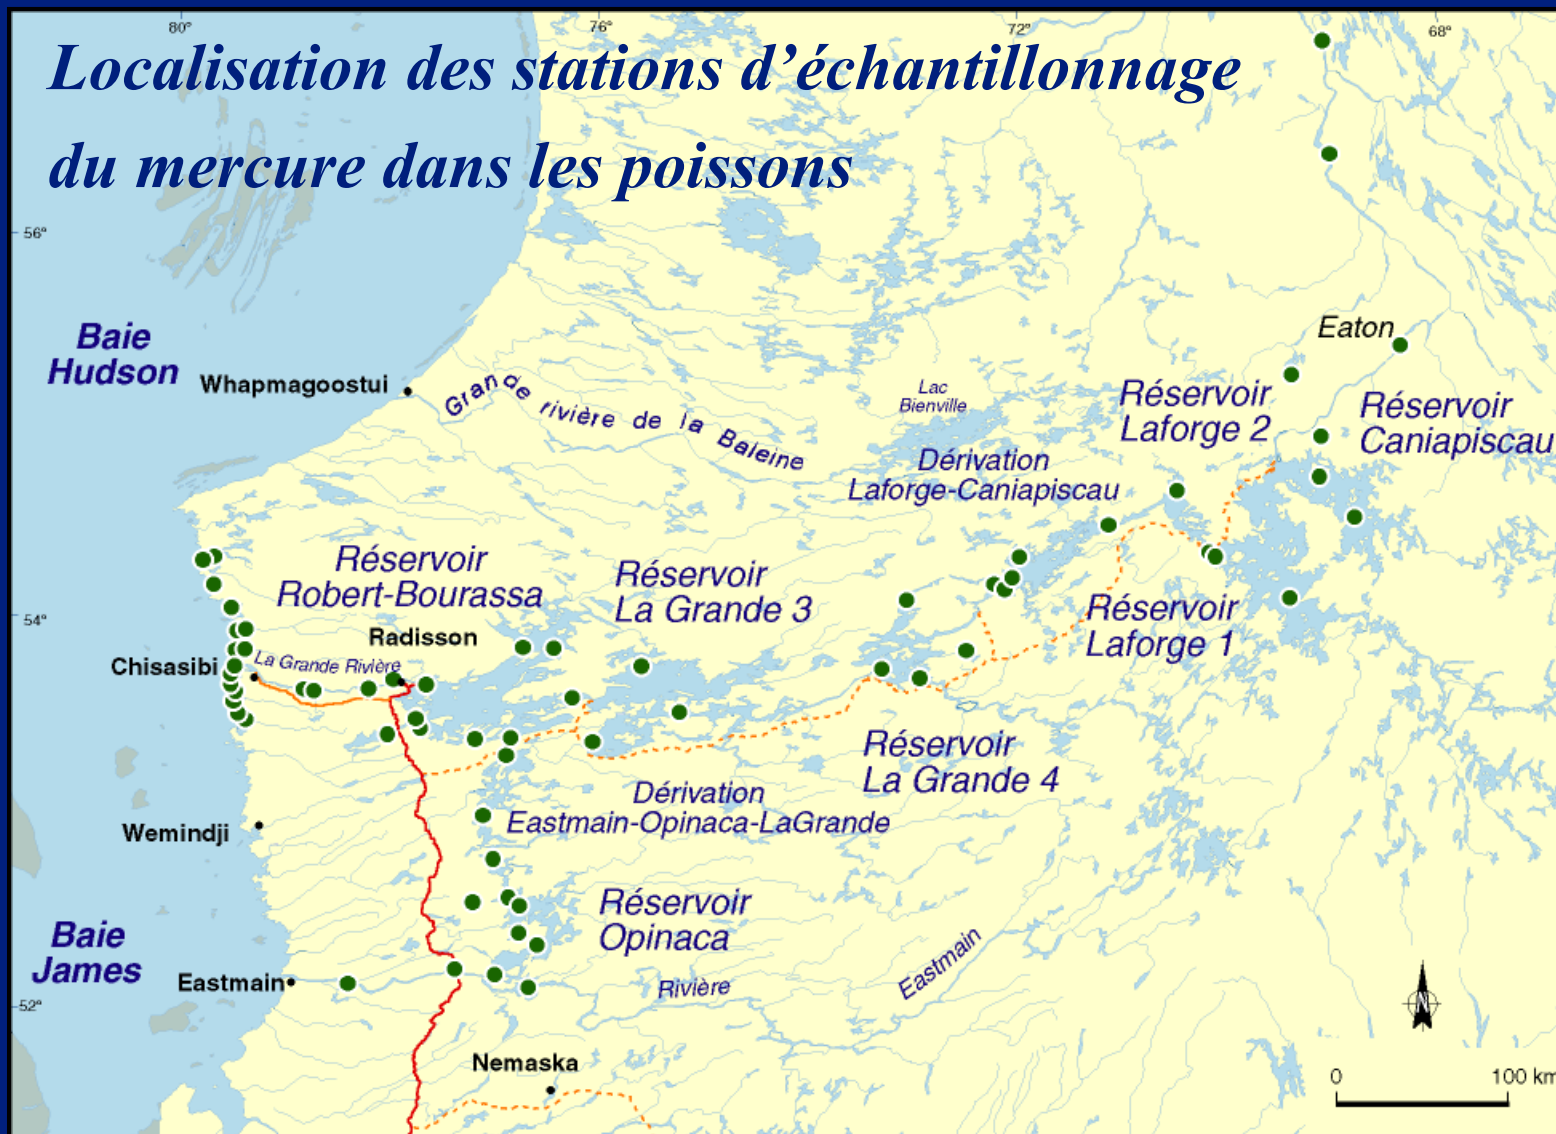 80°
76°
72°
68°
Localisation des stations d’échantillonnage
du mercure dans les poissons
56°
Baie
Hudson
Whapmagoostui
Grande rivière de la Baleine
Lac
Bienville
Eaton
Réservoir
Laforge 2
Réservoir
Caniapiscau
Dérivation
Laforge-Caniapiscau
Réservoir
Robert-Bourassa
Réservoir
La Grande 3
54°
Radisson
Chisasibi
La Grande Rivière
Réservoir
Laforge 1
Réservoir
La Grande 4
Dérivation
Eastmain-Opinaca-LaGrande
Wemindji
Réservoir
Opinaca
Baie
James
Eastmain
Rivière
Eastmain
52°
N
Nemaska
0
100 km